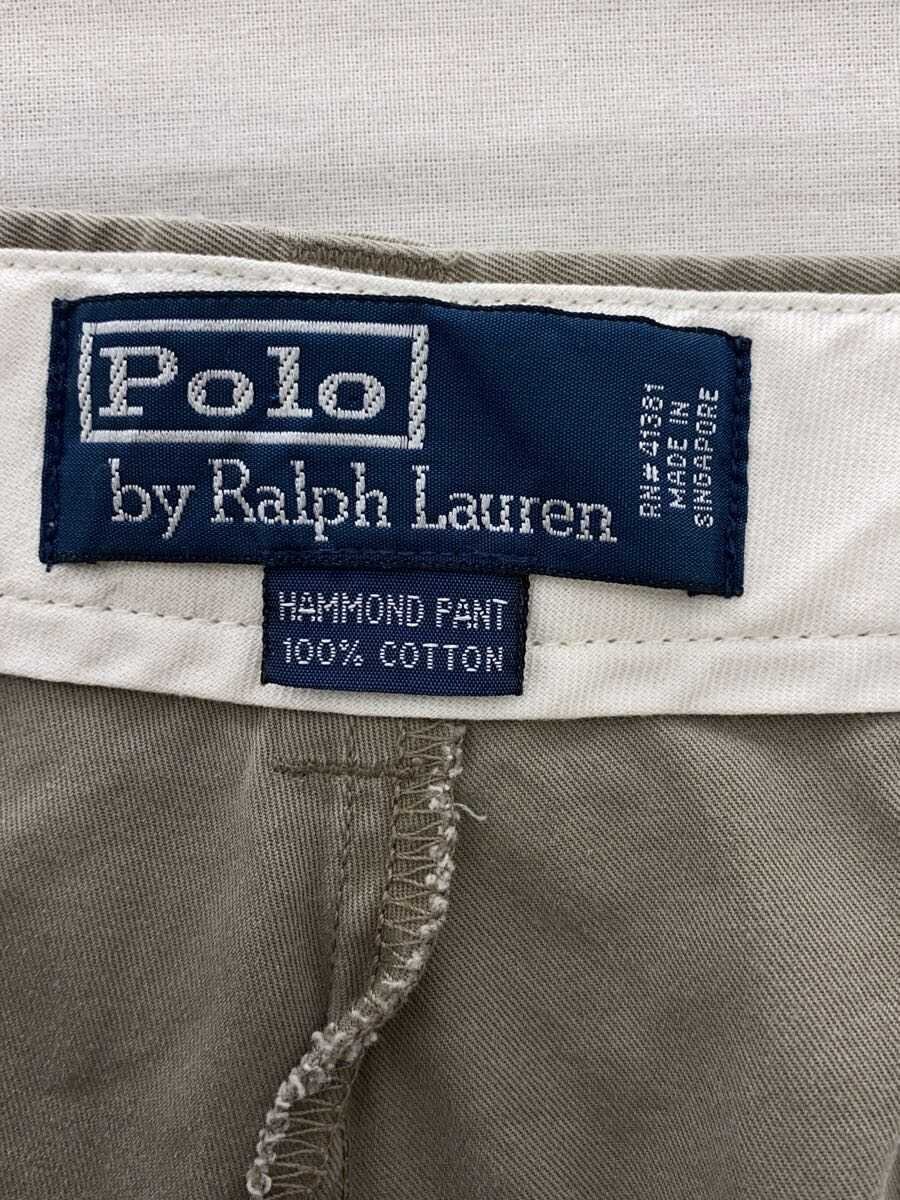 Polo
by Ralph Lauren
RN# 41381
MADE IN
SINGAPORE
HAMMOND PANT
100% COTTON